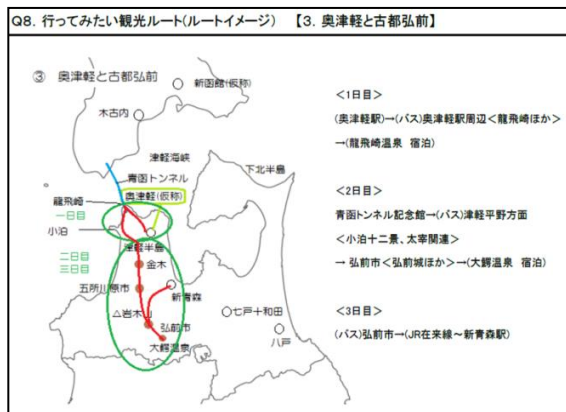 Q8. 行ってみたい観光ルート(ルートイメージ) 【3. 奥津軽と古都弘前】
③ 奥津軽と古都弘前
新函館(仮称)
木古内
津軽海峡
下北半島
青函トンネル
奥津軽(仮称)
龍飛崎
一日目
小泊
津軽半島
二日目
三日目
金木
五所川原市
新青森
△岩木山
七戸十和田
弘前市
八戸
大鰐温泉
<1日目>
(奥津軽駅)→(バス)奥津軽駅周辺<龍飛崎ほか>
→(龍飛崎温泉 宿泊)
<2日目>
青函トンネル記念館→(バス)津軽平野方面
<小泊十二景、太宰関連>
→ 弘前市<弘前城ほか>→(大鰐温泉 宿泊)
<3日目>
(バス)弘前市→(JR在来線~新青森駅)